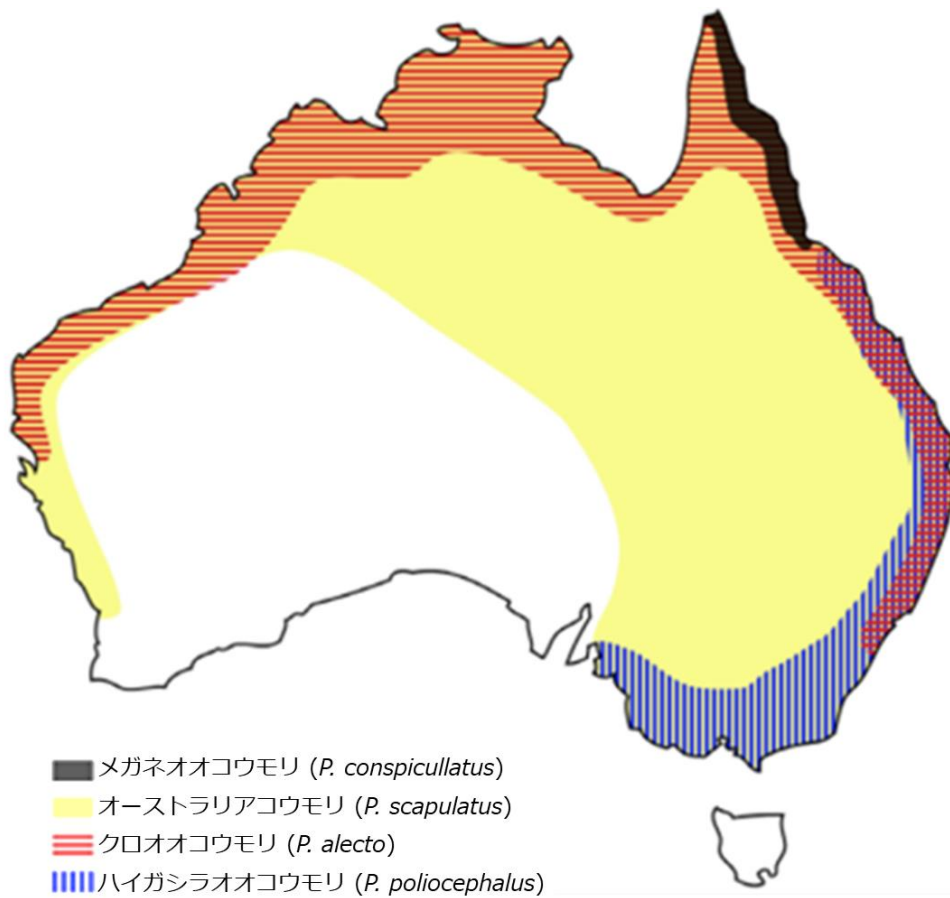 メガネオオコウモリ (P. conspicullatus)
オーストラリアコウモリ (P. scapulatus)
クロオオコウモリ (P. alecto)
ハイガシラオオコウモリ (P. poliocephalus)